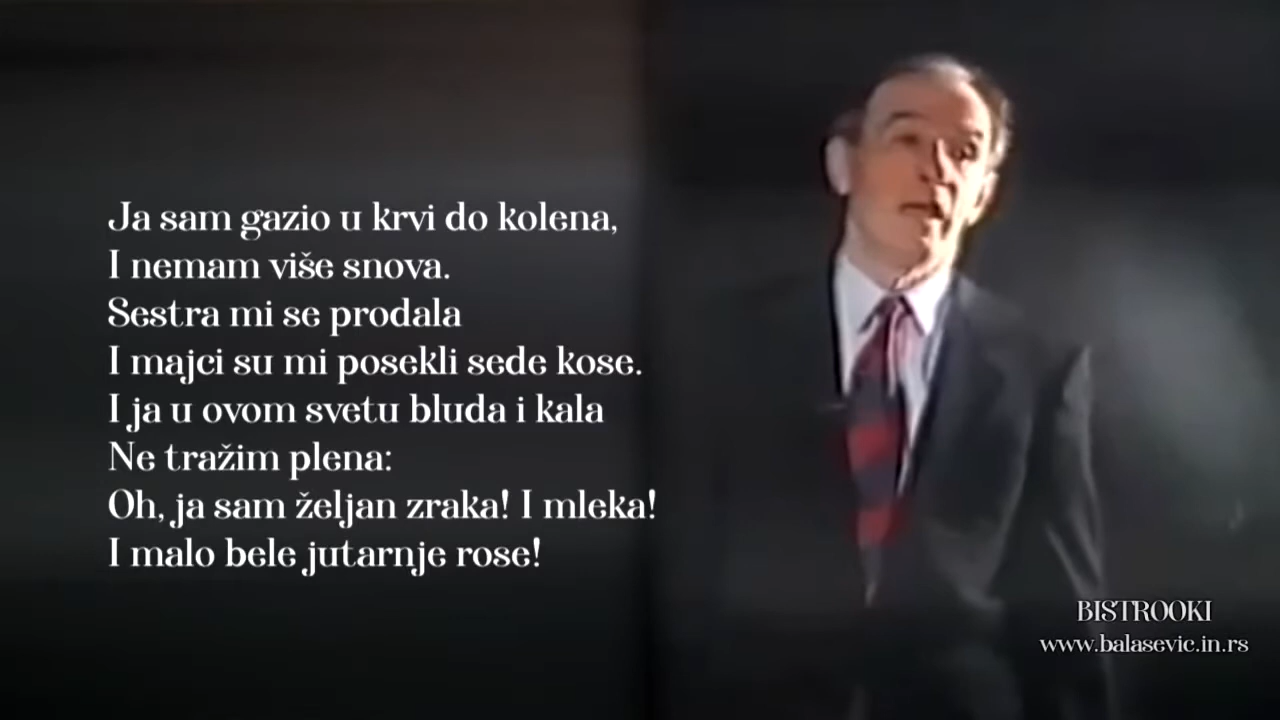 Ja sam gazio u krvi do kolena,
I nemam više snova.
Sestra mi se prodala
I majci su mi posekli sede kose.
I ja u ovom svetu bluda i kala
Ne tražim plena:
Oh, ja sam željan zraka! I mleka!
I malo bele jutarnje rose!
BISTROOKI
www.balasevic.in.rs